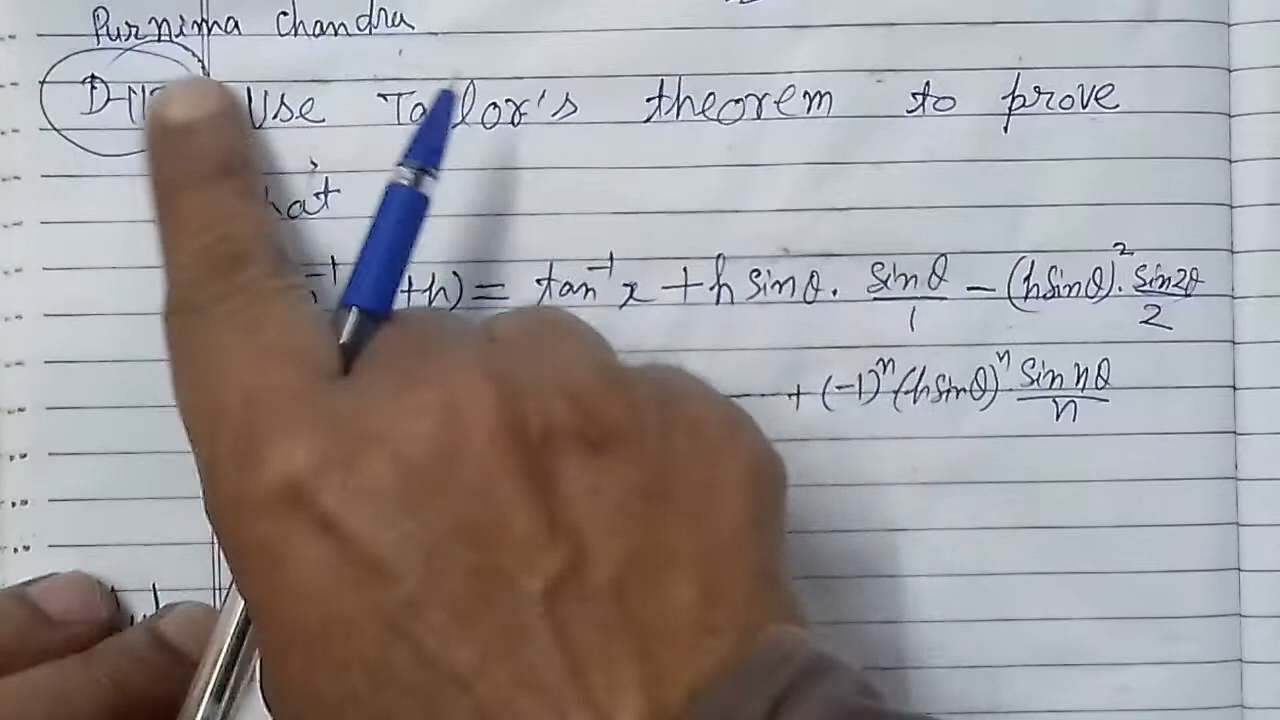 Purnima Chandra
Use Taylor's theorem to prove
that
+h) = tan⁻¹x + h sinθ. sinθ/1 − (h sinθ)². sin2θ/2
+ (−1)ⁿ (h sinθ)ⁿ sin nθ/n